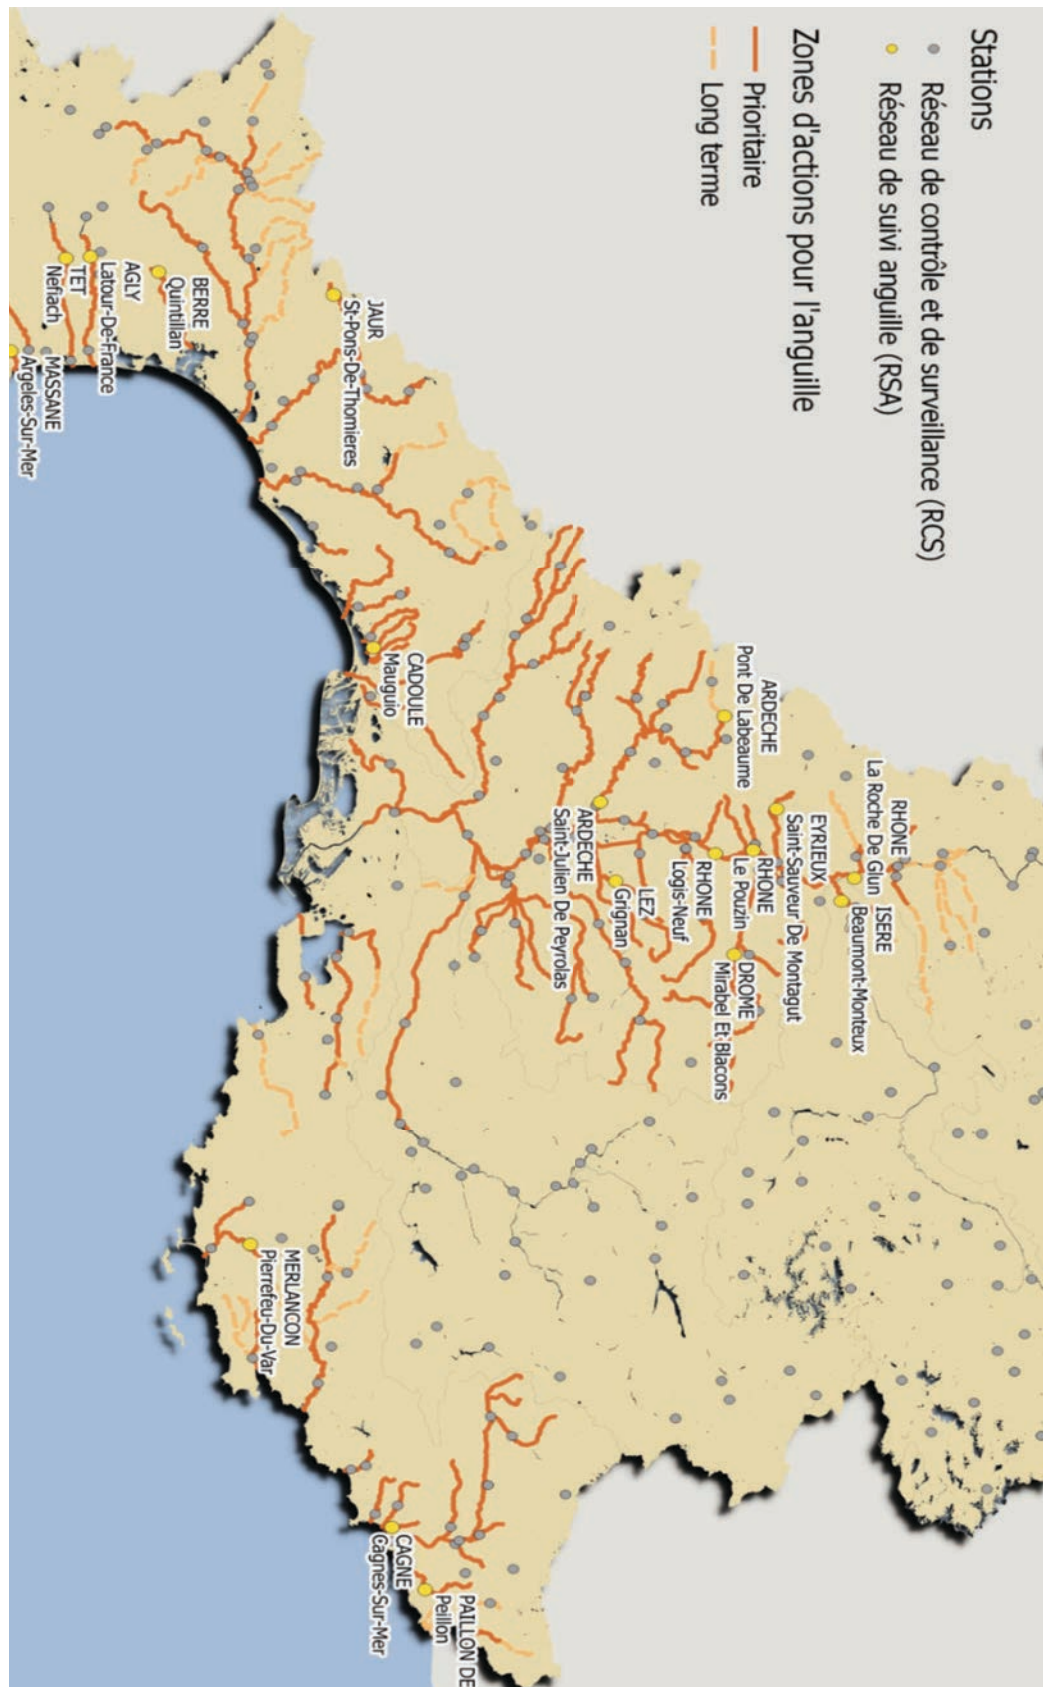 Stations
Réseau de contrôle et de surveillance (RCS)
Réseau de suivi anguille (RSA)
Zones d'actions pour l'anguille
Prioritaire
Long terme
RHONE
La Roche De Glun
ISERE
Beaumont-Monteux
EYRIEUX
Saint-Sauveur De Montagut
RHONE
Le Pouzin
ARDECHE
Pont De Labeaume
DROME
Mirabel Et Blacons
RHONE
Logis-Neuf
LEZ
Grignan
ARDECHE
Saint-Julien De Peyrolas
CADOULE
Mauguio
JAUR
St-Pons-De-Thomieres
BERRE
Quintillan
AGLY
Latour-De-France
TET
Nefiach
MASSANE
Argeles-Sur-Mer
MERLANCON
Pierrefeu-Du-Var
PAILLON DE
Peillon
CAGNE
Cagnes-Sur-Mer